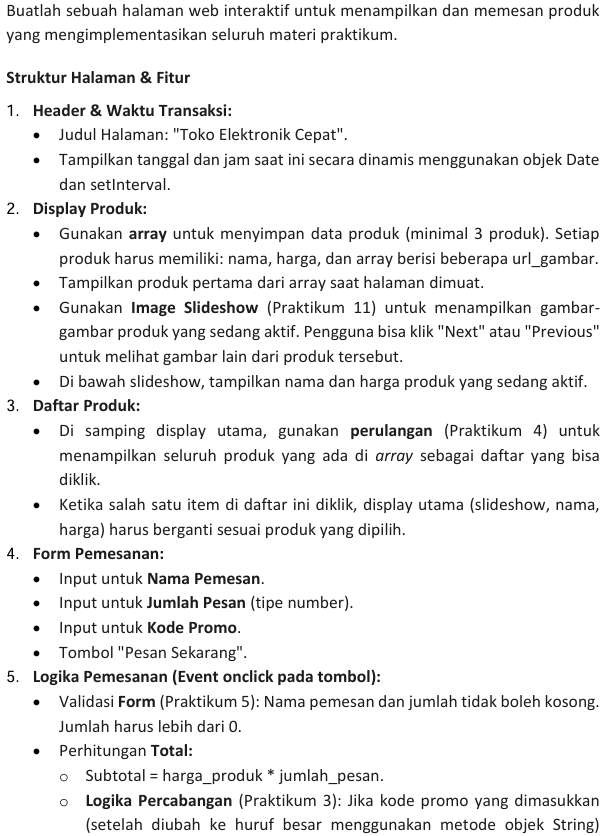 Buatlah sebuah halaman web interaktif untuk menampilkan dan memesan produk
yang mengimplementasikan seluruh materi praktikum.
Struktur Halaman & Fitur
1. Header & Waktu Transaksi:
• Judul Halaman: "Toko Elektronik Cepat".
• Tampilkan tanggal dan jam saat ini secara dinamis menggunakan objek Date
dan setInterval.
2. Display Produk:
• Gunakan array untuk menyimpan data produk (minimal 3 produk). Setiap
produk harus memiliki: nama, harga, dan array berisi beberapa url_gambar.
• Tampilkan produk pertama dari array saat halaman dimuat.
• Gunakan Image Slideshow (Praktikum 11) untuk menampilkan gambar-
gambar produk yang sedang aktif. Pengguna bisa klik "Next" atau "Previous"
untuk melihat gambar lain dari produk tersebut.
• Di bawah slideshow, tampilkan nama dan harga produk yang sedang aktif.
3. Daftar Produk:
• Di samping display utama, gunakan perulangan (Praktikum 4) untuk
menampilkan seluruh produk yang ada di array sebagai daftar yang bisa
diklik.
• Ketika salah satu item di daftar ini diklik, display utama (slideshow, nama,
harga) harus berganti sesuai produk yang dipilih.
4. Form Pemesanan:
• Input untuk Nama Pemesan.
• Input untuk Jumlah Pesan (tipe number).
• Input untuk Kode Promo.
• Tombol "Pesan Sekarang".
5. Logika Pemesanan (Event onclick pada tombol):
• Validasi Form (Praktikum 5): Nama pemesan dan jumlah tidak boleh kosong.
Jumlah harus lebih dari 0.
• Perhitungan Total:
o Subtotal = harga_produk * jumlah_pesan.
o Logika Percabangan (Praktikum 3): Jika kode promo yang dimasukkan
(setelah diubah ke huruf besar menggunakan metode objek String)